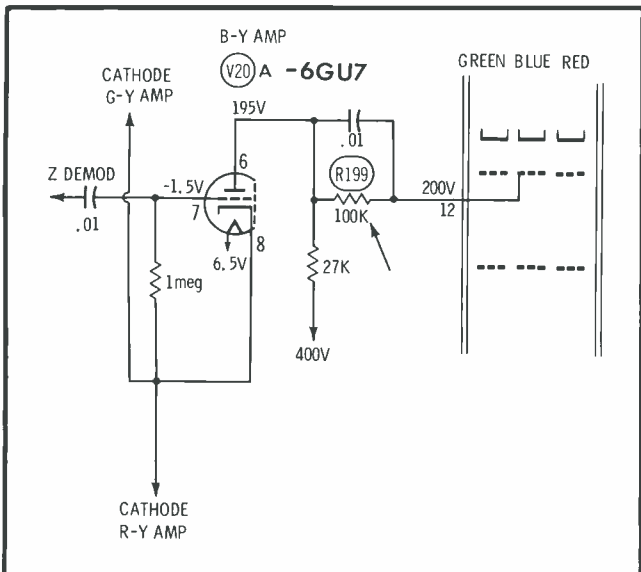 B-Y AMP
V20 A -6GU7
GREEN BLUE RED
CATHODE
G-Y AMP
195V
6
.01
Z DEMOD
-1.5V
R199
200V
7
12
.01
8
100K
6.5V
27K
1meg
400V
CATHODE
R-Y AMP